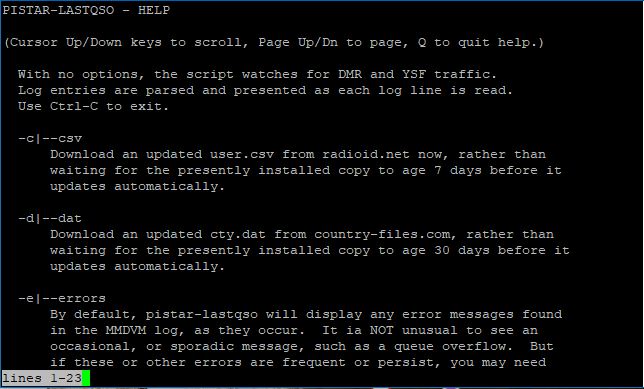 PISTAR-LASTQSO - HELP
(Cursor Up/Down keys to scroll, Page Up/Dn to page, Q to quit help.)
With no options, the script watches for DMR and YSF traffic.
Log entries are parsed and presented as each log line is read.
Use Ctrl-C to exit.
-c|--csv
Download an updated user.csv from radioid.net now, rather than
waiting for the presently installed copy to age 7 days before it
updates automatically.
-d|--dat
Download an updated cty.dat from country-files.com, rather than
waiting for the presently installed copy to age 30 days before it
updates automatically.
-e|--errors
By default, pistar-lastqso will display any error messages found
in the MMDVM log, as they occur.  It ia NOT unusual to see an
occasional, or sporadic message, such as a queue overflow.  But
if these or other errors are frequent or persist, you may need
lines 1-23